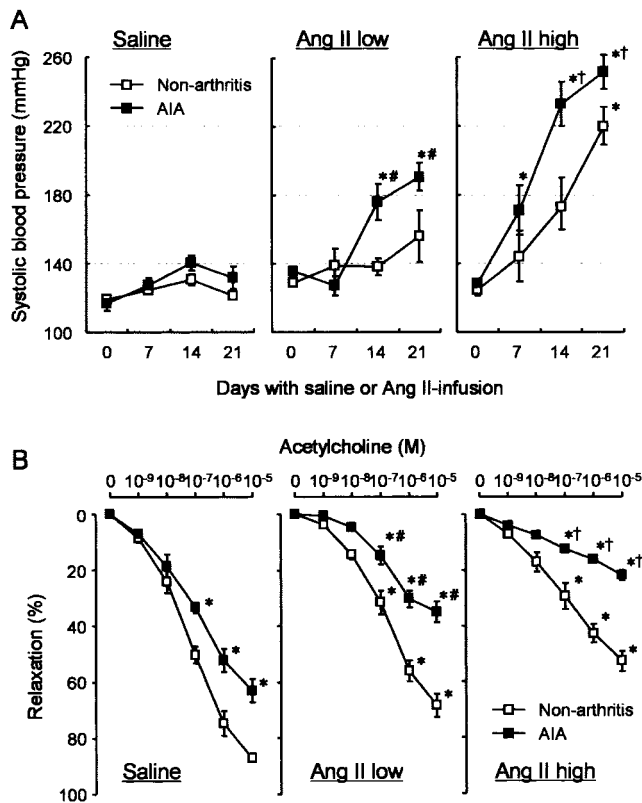 A
Saline
Ang II low
Ang II high
Systolic blood pressure (mmHg)
260
220
180
140
100
Non-arthritis
AIA
*#
*#
*
*†
*†
*
0 7 14 21
0 7 14 21
0 7 14 21
Days with saline or Ang II-infusion
B
Acetylcholine (M)
0 10-9 10-8 10-7 10-6 10-5
0 10-9 10-8 10-7 10-6 10-5
0 10-9 10-8 10-7 10-6 10-5
Relaxation (%)
0
20
40
60
80
100
*
*
*
*#
*#
*#
*
*
*
*†
*†
*†
*
*
*
Non-arthritis
AIA
Saline
Ang II low
Ang II high